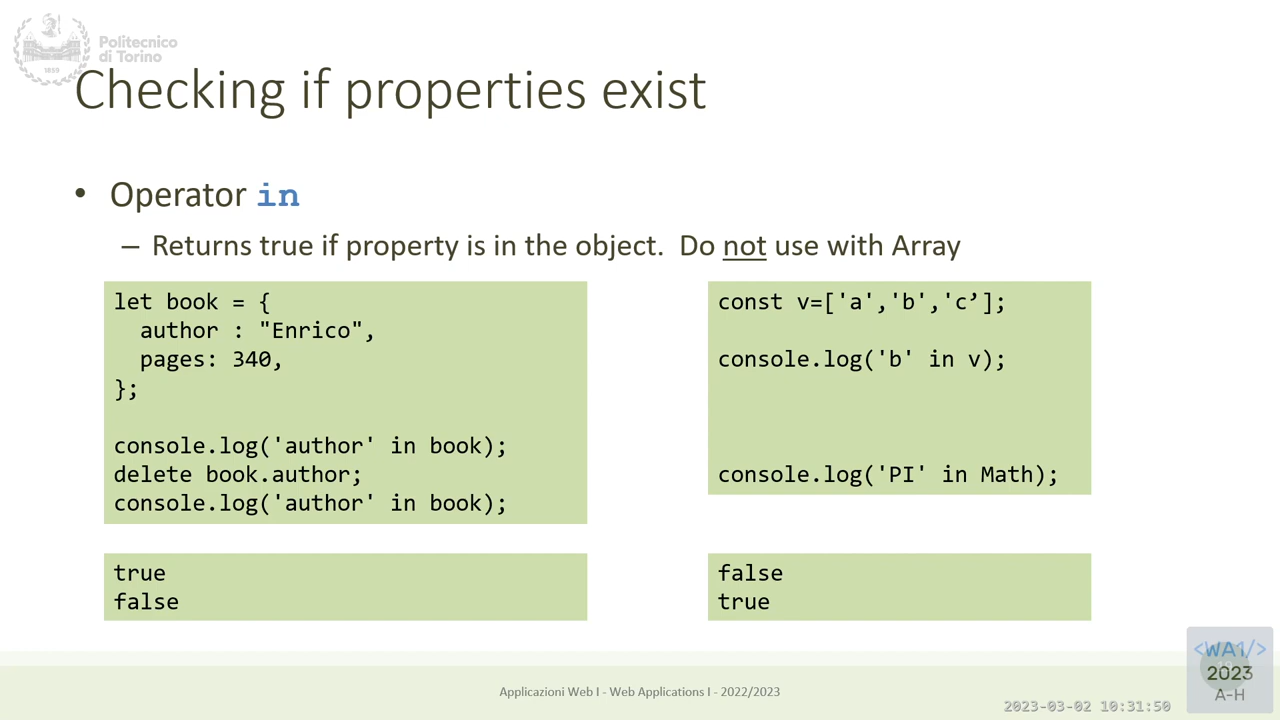 Politecnico
di Torino
1859
Checking if properties exist
• Operator in
– Returns true if property is in the object. Do not use with Array
let book = {
author : "Enrico",
pages: 340,
};
console.log('author' in book);
delete book.author;
console.log('author' in book);
const v=['a','b','c’];
console.log('b' in v);
console.log('PI' in Math);
true
false
false
true
<WA1/>
2023
A-H
Applicazioni Web I - Web Applications I - 2022/2023
2023-03-02 10:31:50